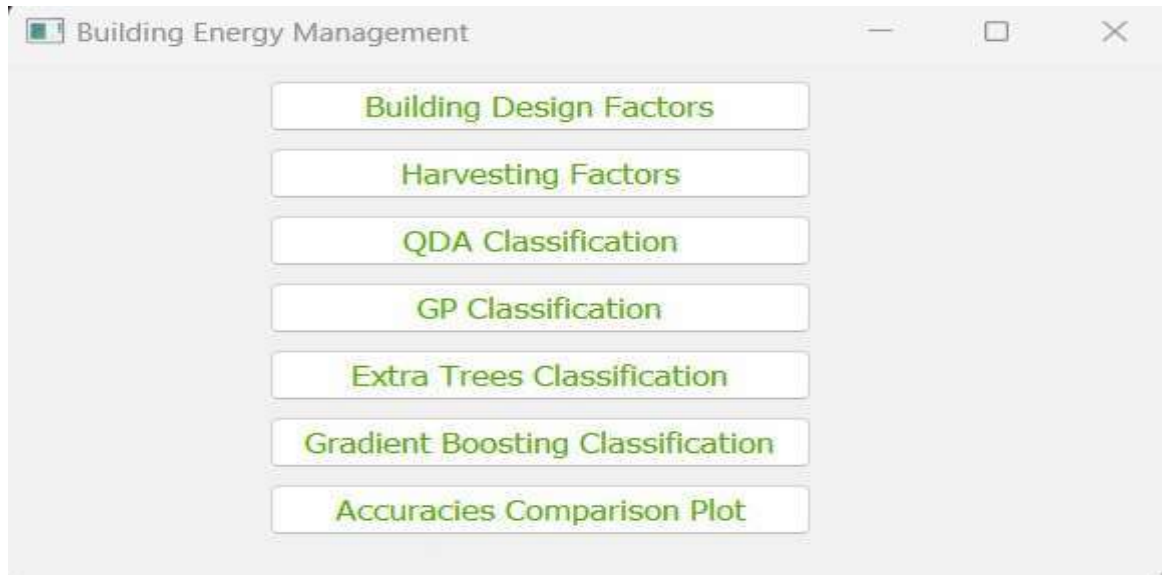 Building Energy Management
Building Design Factors
Harvesting Factors
QDA Classification
GP Classification
Extra Trees Classification
Gradient Boosting Classification
Accuracies Comparison Plot